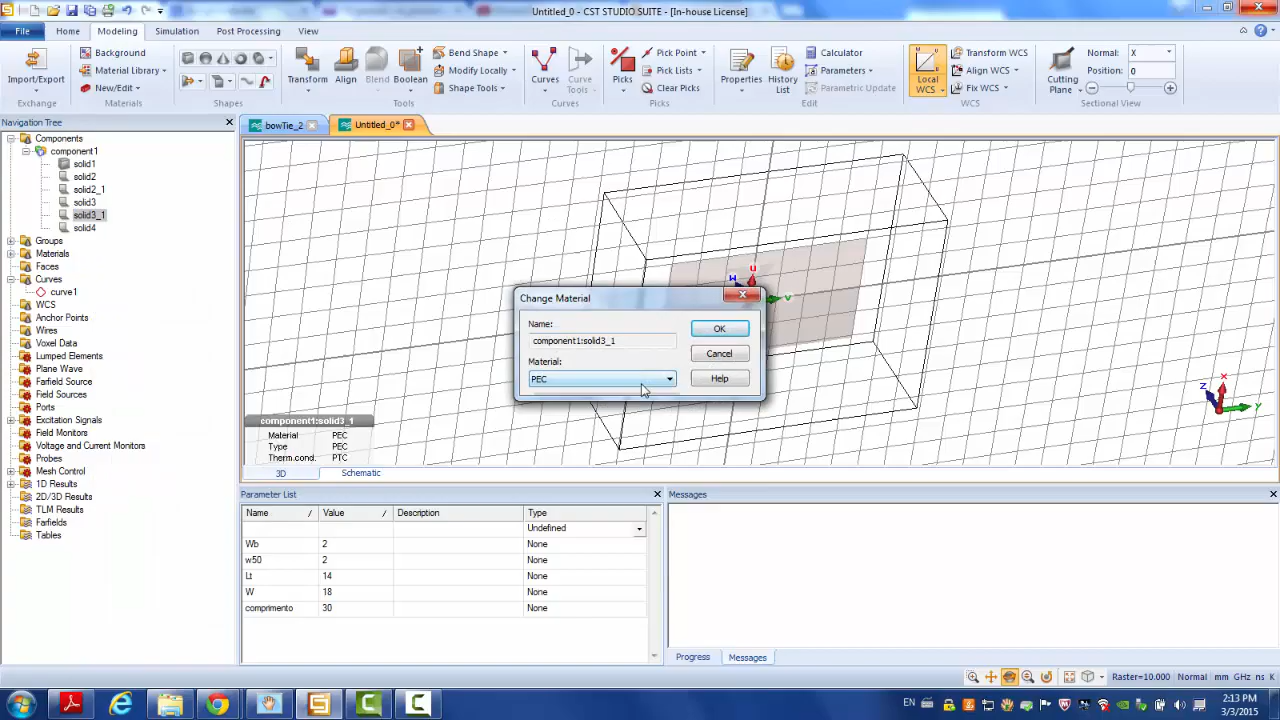 Untitled_0 - CST STUDIO SUITE - [In-house License]
File Home Modeling Simulation Post Processing View
Import/Export
Exchange
Background
Material Library
New/Edit
Materials
Shapes
Transform
Align
Blend
Boolean
Bend Shape
Modify Locally
Shape Tools
Tools
Curves
Curve Tools
Curves
Picks
Pick Point
Pick Lists
Clear Picks
Picks
Properties
History List
Calculator
Parameters
Parametric Update
Edit
Local WCS
Transform WCS
Align WCS
Fix WCS
WCS
Cutting Plane
Normal: X
Position: 0
Sectional View
Navigation Tree
Components
component1
solid1
solid2
solid2_1
solid3
solid3_1
solid4
Groups
Materials
Faces
Curves
curve1
WCS
Anchor Points
Wires
Voxel Data
Lumped Elements
Plane Wave
Farfield Source
Field Sources
Ports
Excitation Signals
Field Monitors
Voltage and Current Monitors
Probes
Mesh Control
1D Results
2D/3D Results
TLM Results
Farfields
Tables
bowTie_2
Untitled_0*
W
u
v
Change Material
Name:
component1:solid3_1
Material:
PEC
OK
Cancel
Help
component1:solid3_1
Material PEC
Type PEC
Therm.cond. PTC
x
y
z
3D Schematic
Parameter List
Name / Value / Description Type
Undefined
Wb 2 None
w50 2 None
Lt 14 None
W 18 None
comprimento 30 None
Messages
Progress Messages
Raster=10.000 Normal mm GHz ns K
EN
2:13 PM
3/3/2015